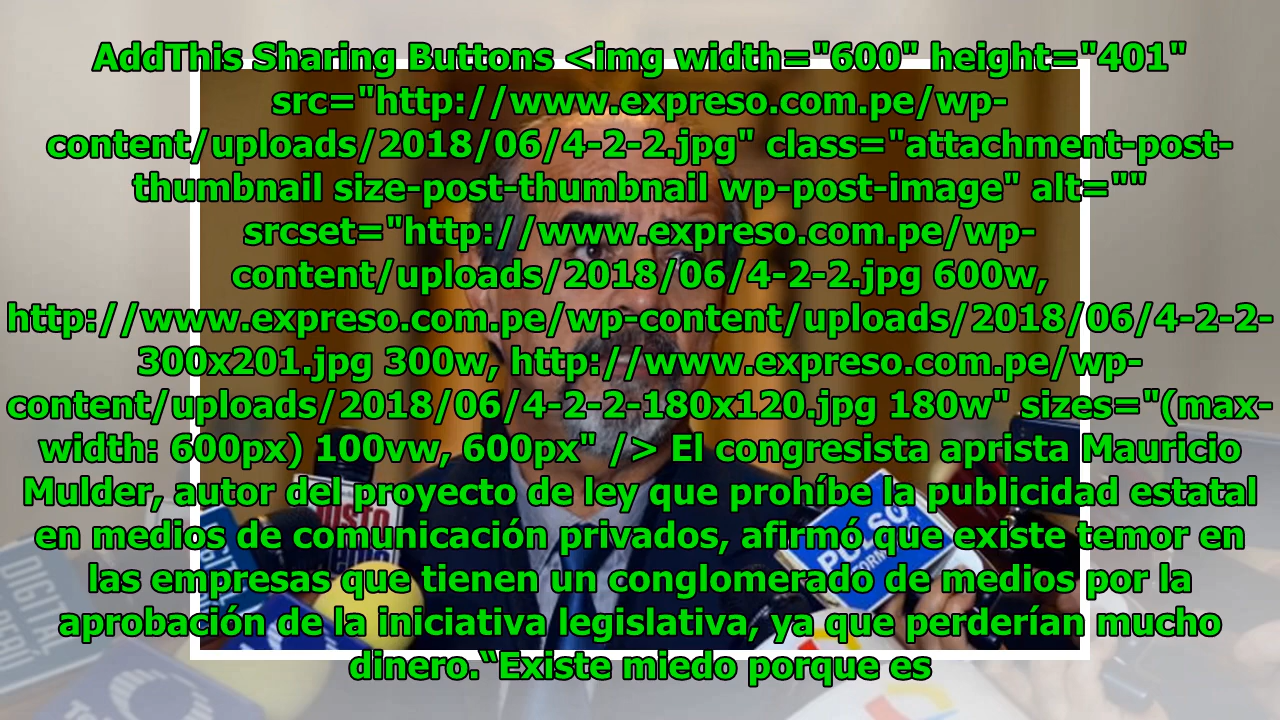 AddThis Sharing Buttons <img width="600" height="401"
src="http://www.expreso.com.pe/wp-
content/uploads/2018/06/4-2-2.jpg" class="attachment-post-
thumbnail size-post-thumbnail wp-post-image" alt=""
srcset="http://www.expreso.com.pe/wp-
content/uploads/2018/06/4-2-2.jpg 600w,
http://www.expreso.com.pe/wp-content/uploads/2018/06/4-2-2-
300x201.jpg 300w, http://www.expreso.com.pe/wp-
content/uploads/2018/06/4-2-2-180x120.jpg 180w" sizes="(max-
width: 600px) 100vw, 600px" /> El congresista aprista Mauricio
Mulder, autor del proyecto de ley que prohíbe la publicidad estatal
en medios de comunicación privados, afirmó que existe temor en
las empresas que tienen un conglomerado de medios por la
aprobación de la iniciativa legislativa, ya que perderían mucho
dinero.“Existe miedo porque es
JUSTO
DIGITAL